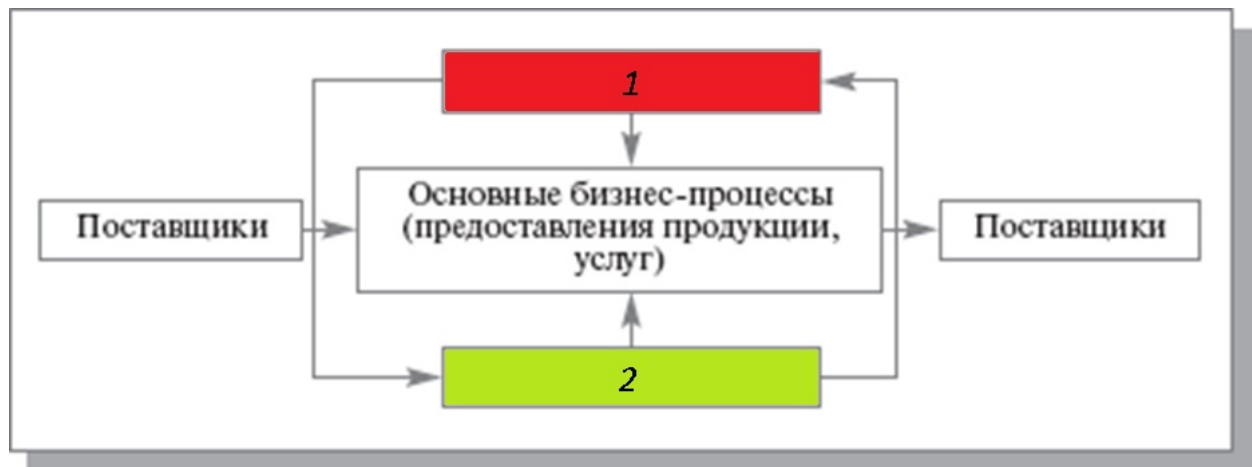 1
Поставщики
Основные бизнес-процессы
(предоставления продукции,
услуг)
Поставщики
2